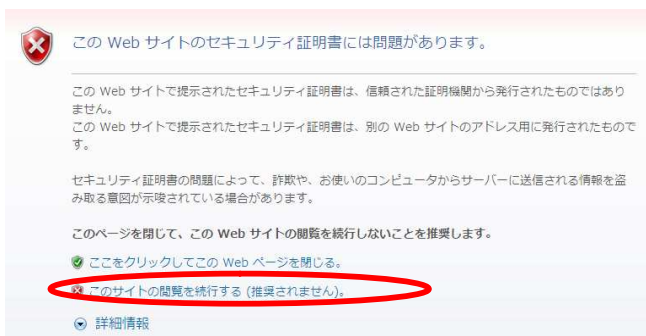 この Web サイトのセキュリティ証明書には問題があります。
この Web サイトで提示されたセキュリティ証明書は、信頼された証明機関から発行されたものではあり
ません。
この Web サイトで提示されたセキュリティ証明書は、別の Web サイトのアドレス用に発行されたもので
す。
セキュリティ証明書の問題によって、詐欺や、お使いのコンピュータからサーバーに送信される情報を盗
み取る意図が示唆されている場合があります。
このページを閉じて、この Web サイトの閲覧を続行しないことを推奨します。
ここをクリックしてこの Web ページを閉じる。
このサイトの閲覧を続行する (推奨されません)。
詳細情報